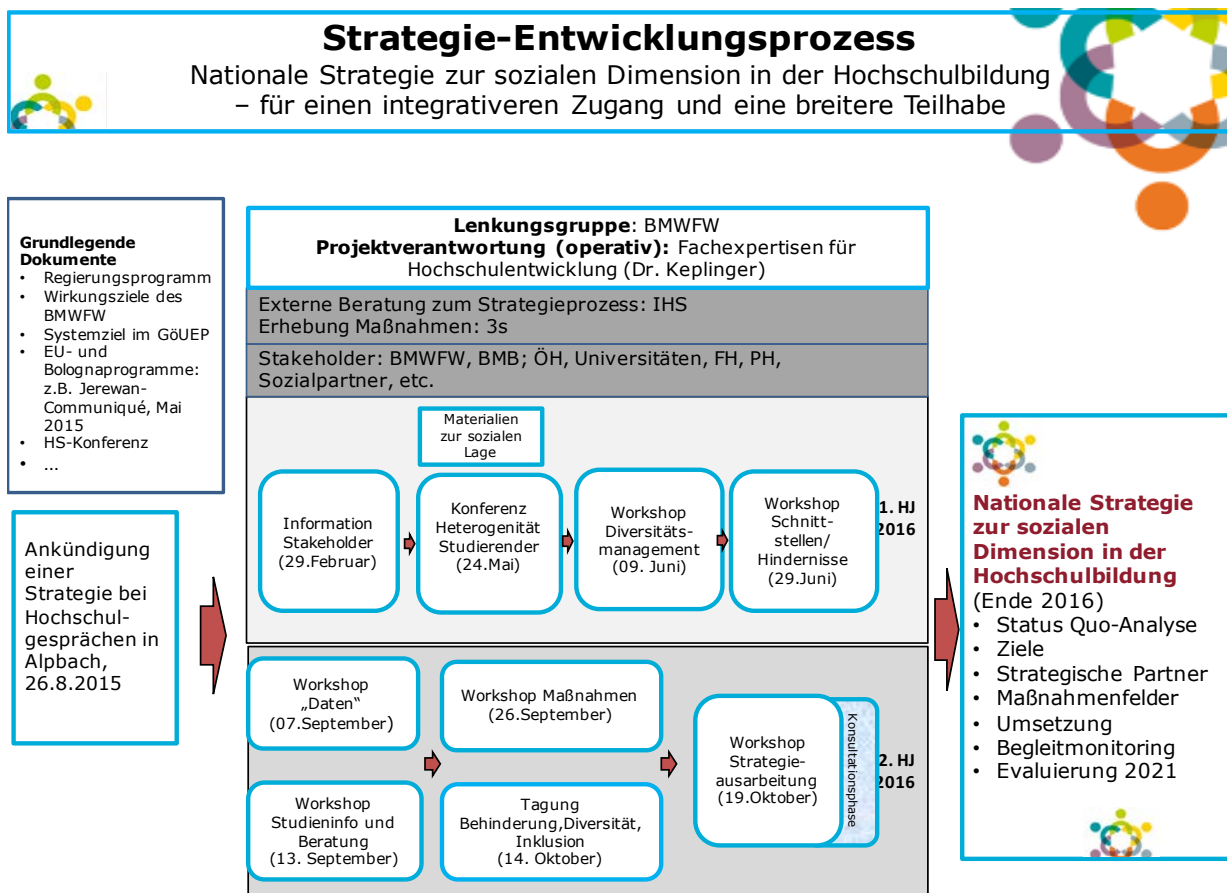 Strategie-Entwicklungsprozess
Nationale Strategie zur sozialen Dimension in der Hochschulbildung
– für einen integrativeren Zugang und eine breitere Teilhabe
Grundlegende
Dokumente
• Regierungsprogramm
• Wirkungsziele des
BMWFW
• Systemziel im GöUEP
• EU- und
Bolognaprogramme:
z.B. Jerewan-
Communiqué, Mai
2015
• HS-Konferenz
• ...
Ankündigung
einer
Strategie bei
Hochschul-
gesprächen in
Alpbach,
26.8.2015
Lenkungsgruppe: BMWFW
Projektverantwortung (operativ): Fachexpertisen für
Hochschulentwicklung (Dr. Keplinger)
Externe Beratung zum Strategieprozess: IHS
Erhebung Maßnahmen: 3s
Stakeholder: BMWFW, BMB; ÖH, Universitäten, FH, PH,
Sozialpartner, etc.
Materialien
zur sozialen
Lage
Information
Stakeholder
(29.Februar)
Konferenz
Heterogenität
Studierender
(24.Mai)
Workshop
Diversitäts-
management
(09. Juni)
Workshop
Schnitt-
stellen/
Hindernisse
(29.Juni)
1. HJ
2016
Workshop
„Daten“
(07.September)
Workshop Maßnahmen
(26.September)
Workshop
Studieninfo und
Beratung
(13. September)
Tagung
Behinderung,Diversität,
Inklusion
(14. Oktober)
Workshop
Strategie-
ausarbeitung
(19.Oktober)
Konsultationsphase
2. HJ
2016
Nationale Strategie
zur sozialen
Dimension in der
Hochschulbildung
(Ende 2016)
• Status Quo-Analyse
• Ziele
• Strategische Partner
• Maßnahmenfelder
• Umsetzung
• Begleitmonitoring
• Evaluierung 2021